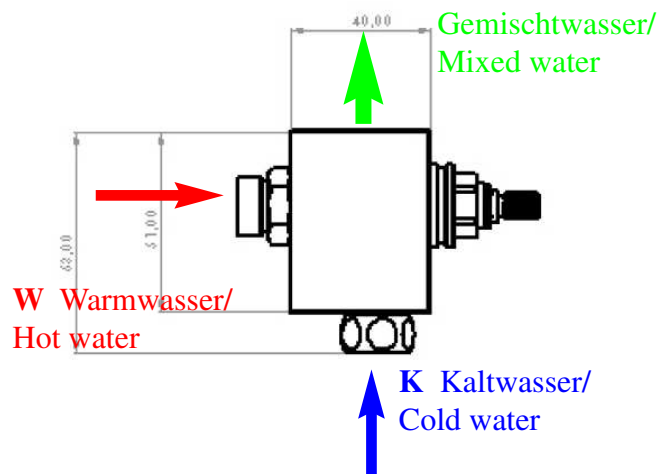 40,00
Gemischtwasser/
Mixed water
51,00
63,00
W Warmwasser/
Hot water
K Kaltwasser/
Cold water